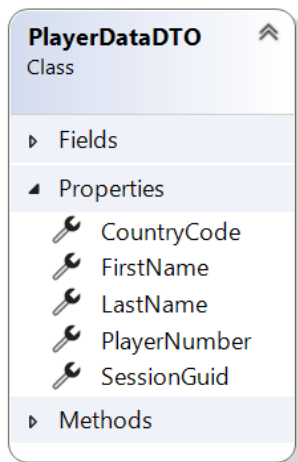 PlayerDataDTO
Class
Fields
Properties
CountryCode
FirstName
LastName
PlayerNumber
SessionGuid
Methods